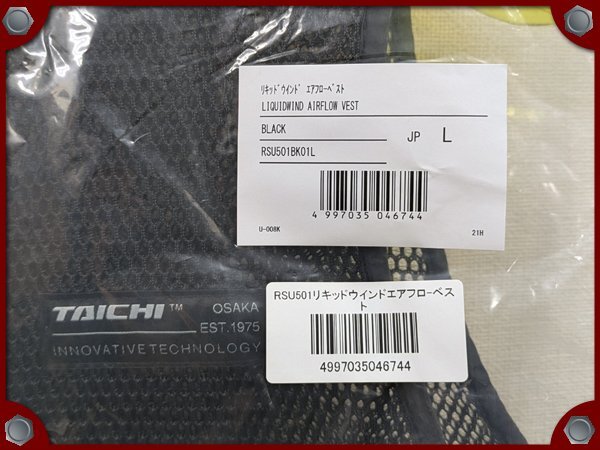 ﾘｷｯﾄﾞｳｲﾝﾄﾞ ｴｱﾌﾛｰﾍﾞｽﾄ
LIQUIDWIND AIRFLOW VEST
BLACK
JP L
RSU501BK01L
4 997035 046744
U-008K 21H
RSU501リキッドウインドエアフローベス
ト
4997035046744
TAICHI™ OSAKA
EST.1975
INNOVATIVETECHNOLOGY